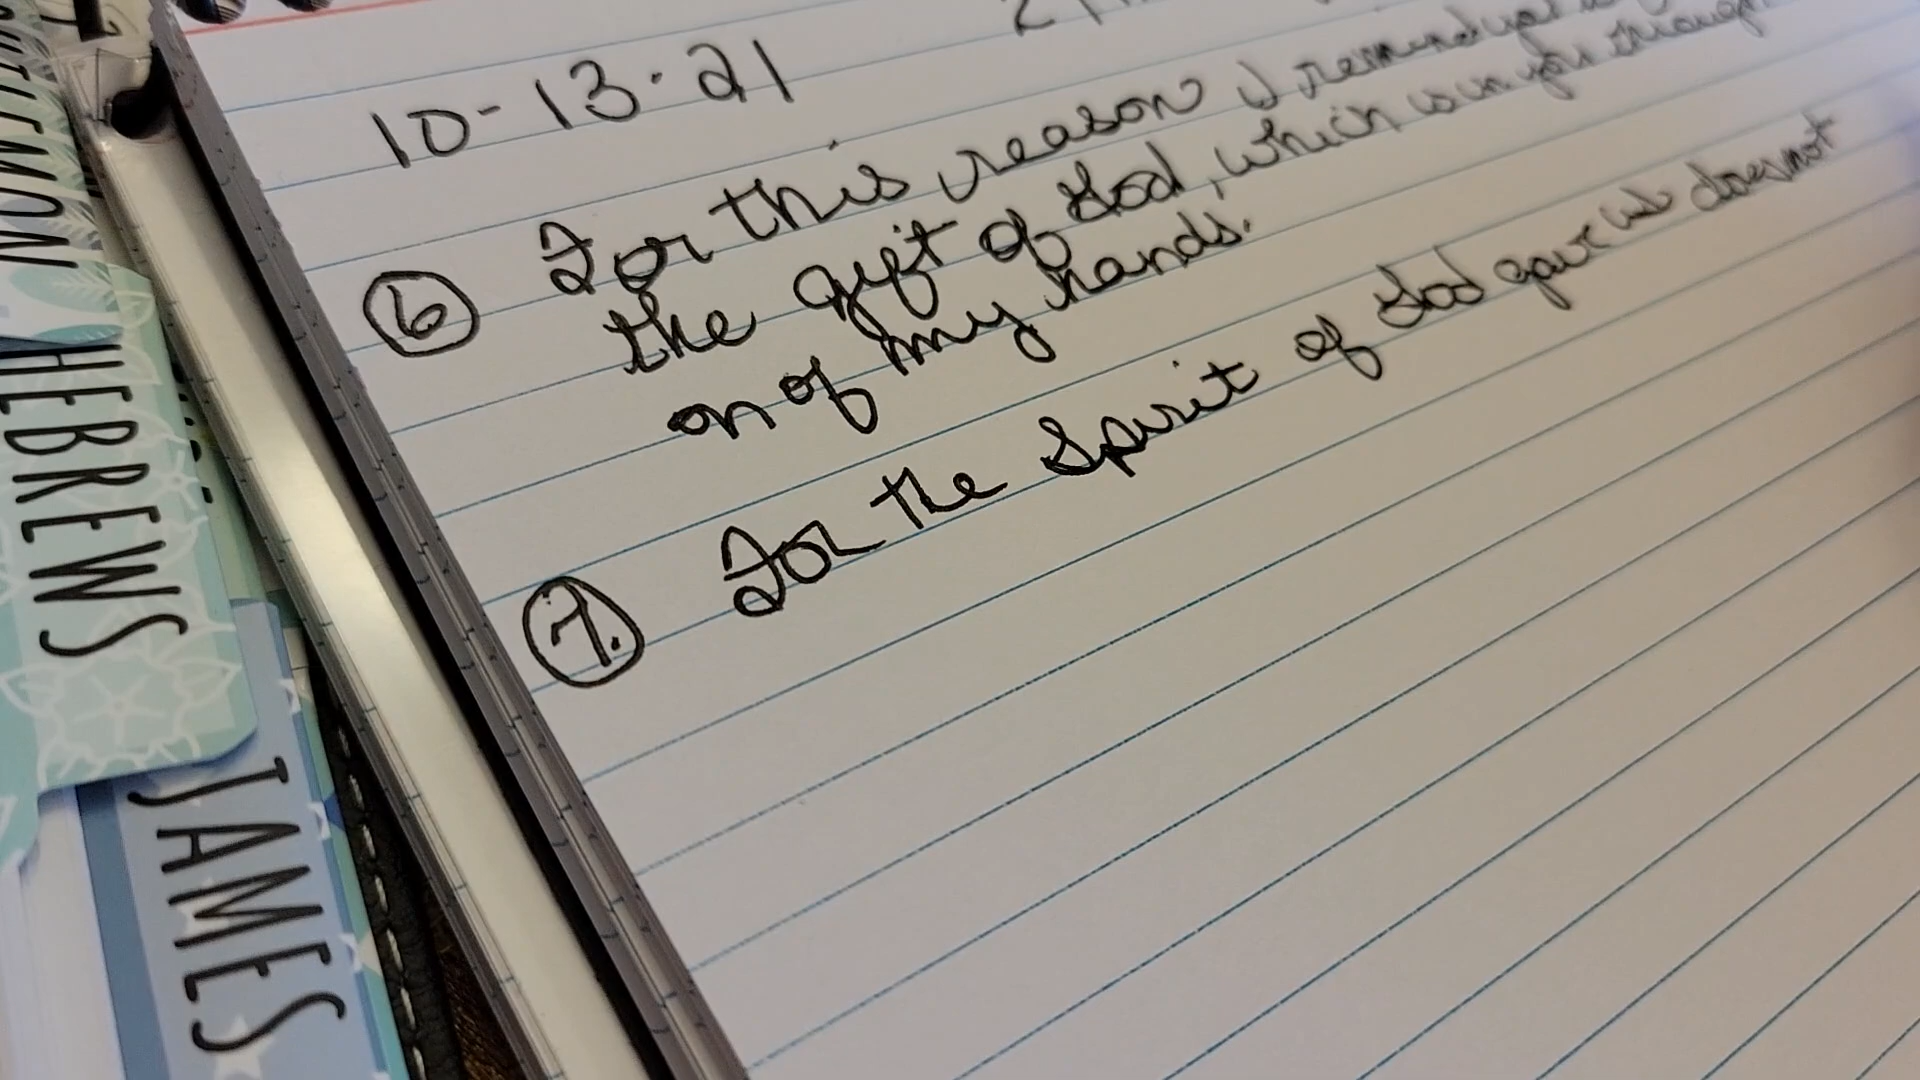 10-13-21
⑥ For this reason I remind you
the gift of God, which is in you through
on of my hands.
⑦. For the Spirit of God gave us does not
HEBREWS
JAMES